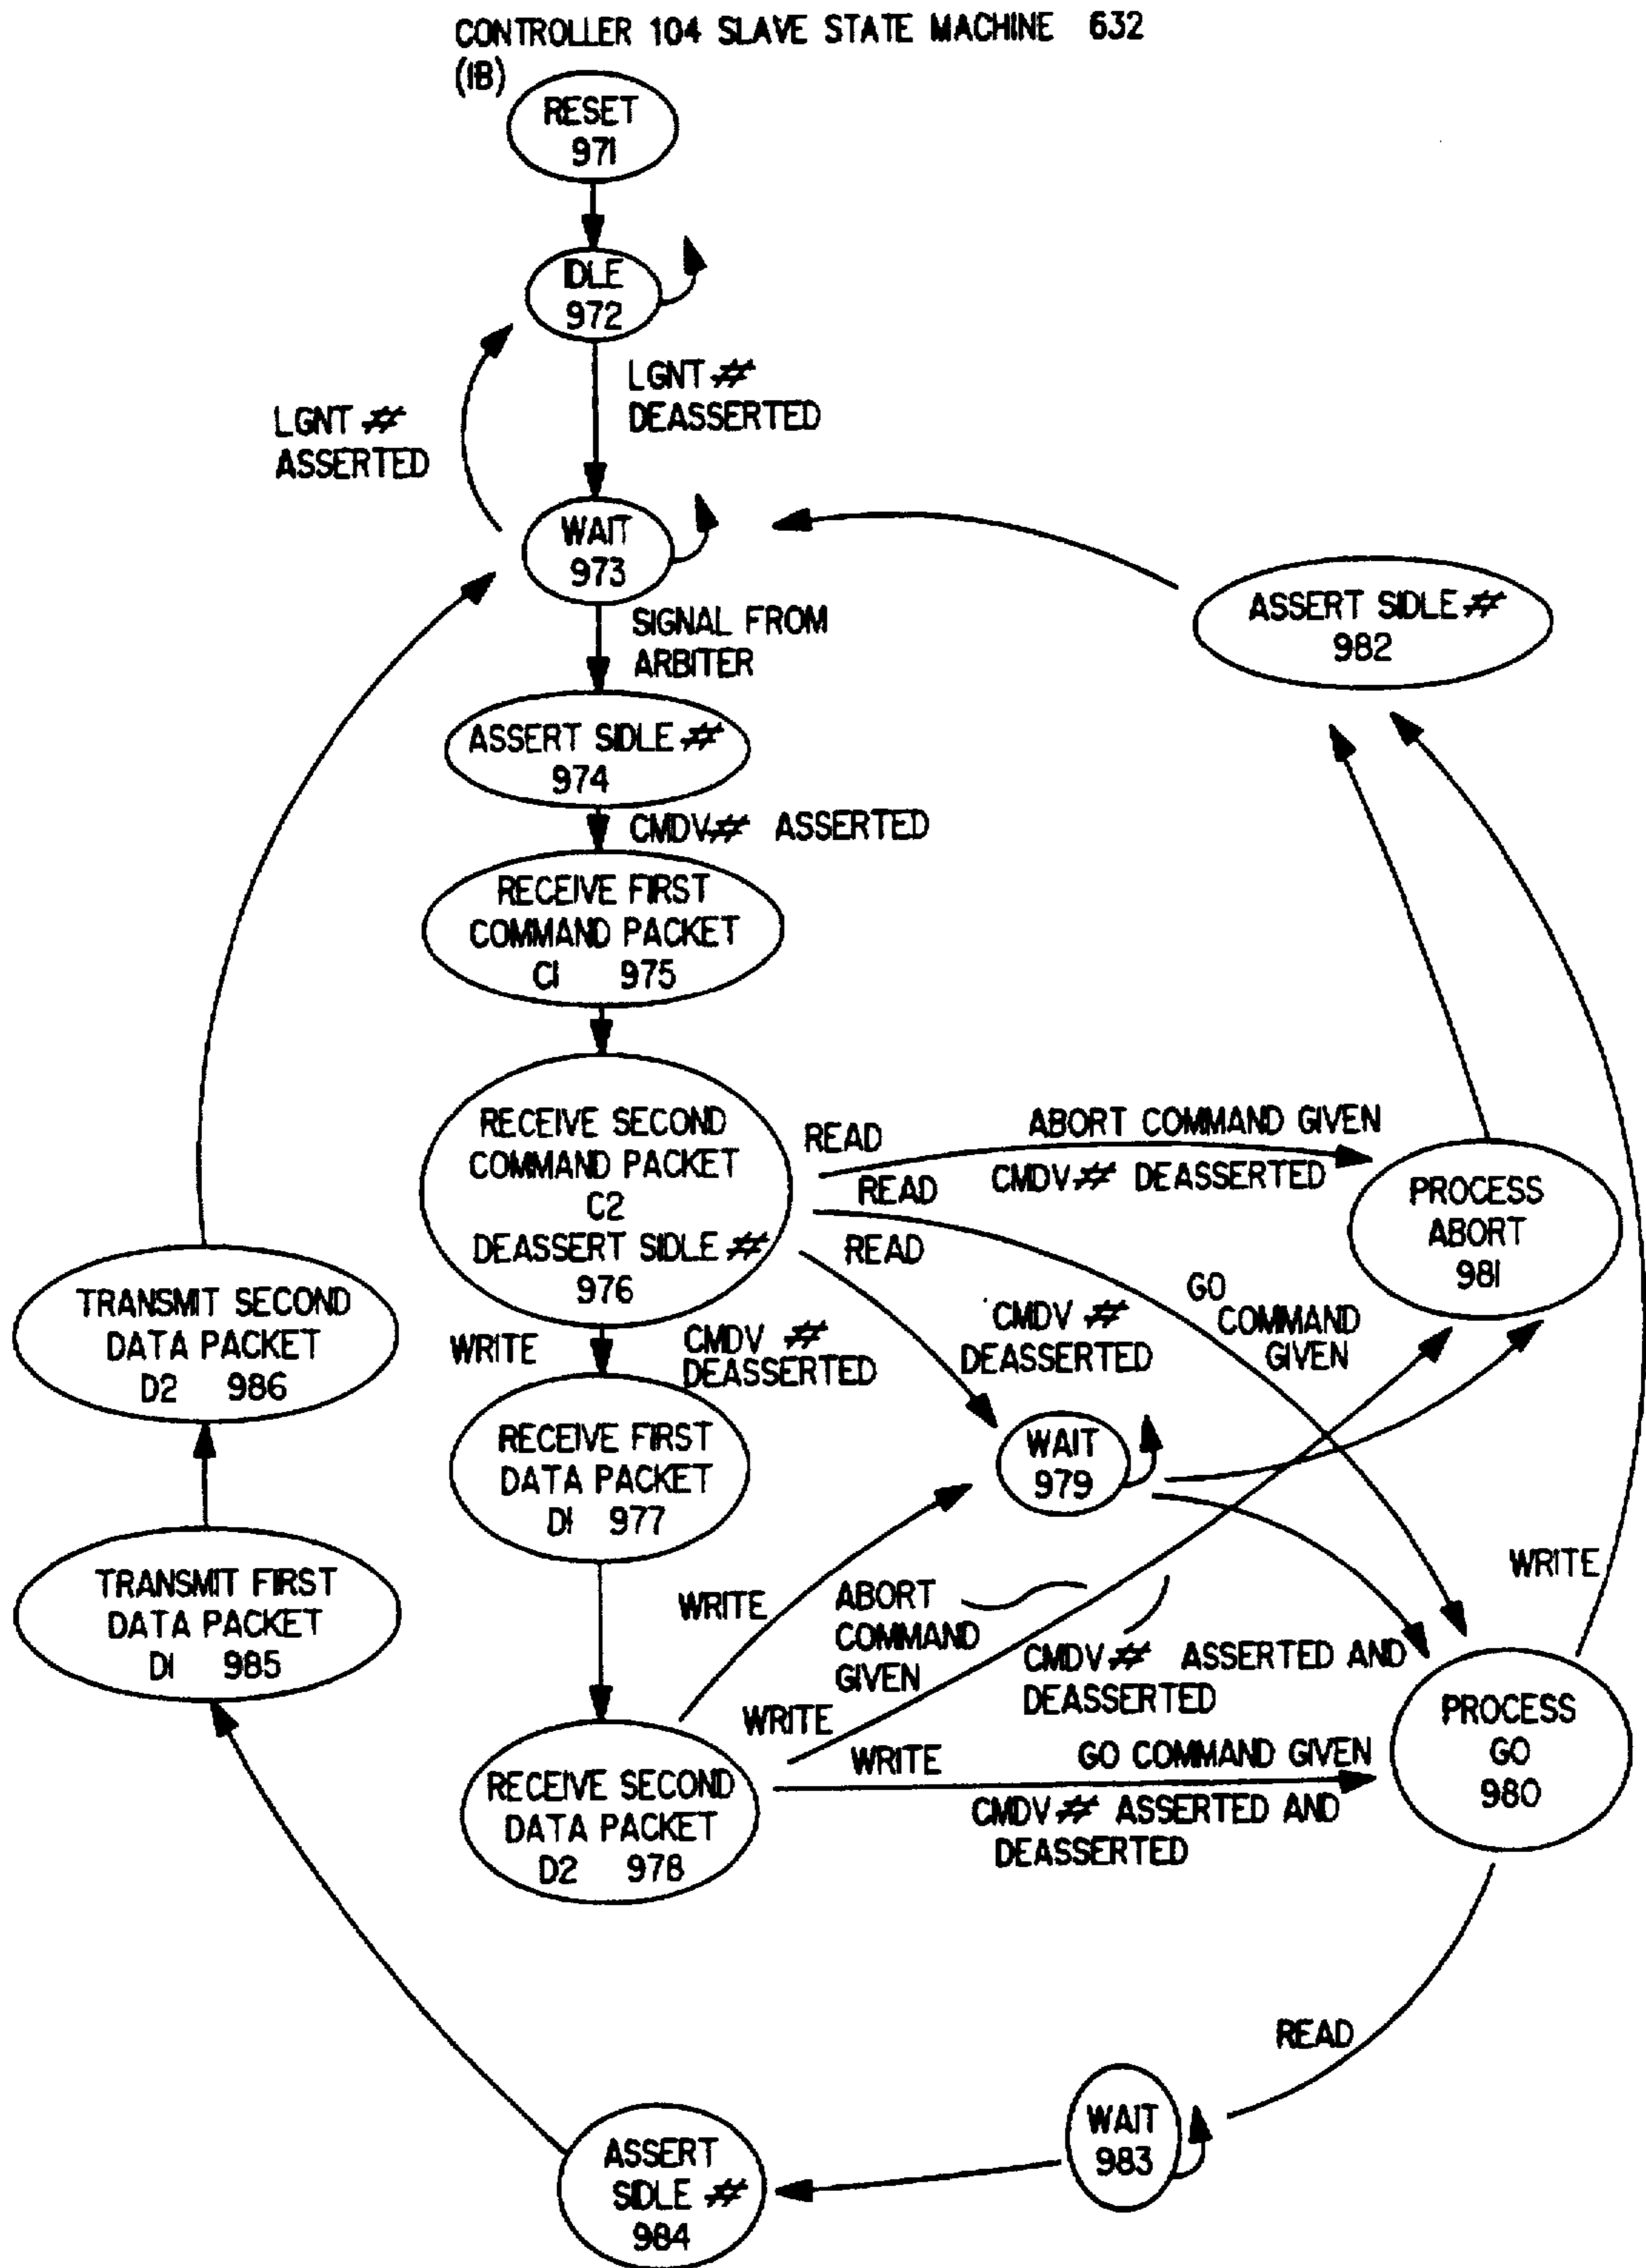 CONTROLLER 104 SLAVE STATE MACHINE 632
(IB)
RESET
971
IDLE
972
LGNT #
DEASSERTED
LGNT #
ASSERTED
WAIT
973
SIGNAL FROM
ARBITER
ASSERT SIDLE #
982
ASSERT SIDLE #
974
CMDV# ASSERTED
RECEIVE FIRST
COMMAND PACKET
C1 975
RECEIVE SECOND
COMMAND PACKET
C2
DEASSERT SIDLE #
976
READ
ABORT COMMAND GIVEN
CMDV# DEASSERTED
READ
READ
PROCESS
ABORT
981
GO
COMMAND
GIVEN
CMDV #
DEASSERTED
WRITE
CMDV #
DEASSERTED
TRANSMIT SECOND
DATA PACKET
D2 986
RECEIVE FIRST
DATA PACKET
D1 977
WAIT
979
TRANSMIT FIRST
DATA PACKET
D1 985
WRITE
ABORT
COMMAND
GIVEN
CMDV# ASSERTED AND
DEASSERTED
WRITE
WRITE
WRITE
GO COMMAND GIVEN
CMDV# ASSERTED AND
DEASSERTED
PROCESS
GO
980
RECEIVE SECOND
DATA PACKET
D2 978
READ
WAIT
983
ASSERT
SIDLE #
984